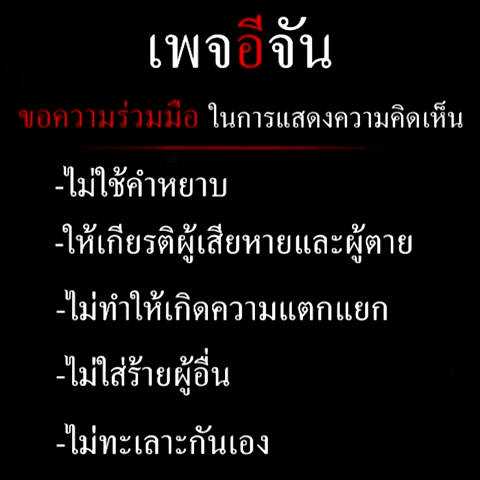 เพจอีจัน
ขอความร่วมมือ ในการแสดงความคิดเห็น
-ไม่ใช้คำหยาบ
-ให้เกียรติผู้เสียหายและผู้ตาย
-ไม่ทำให้เกิดความแตกแยก
-ไม่ใส่ร้ายผู้อื่น
-ไม่ทะเลาะกันเอง